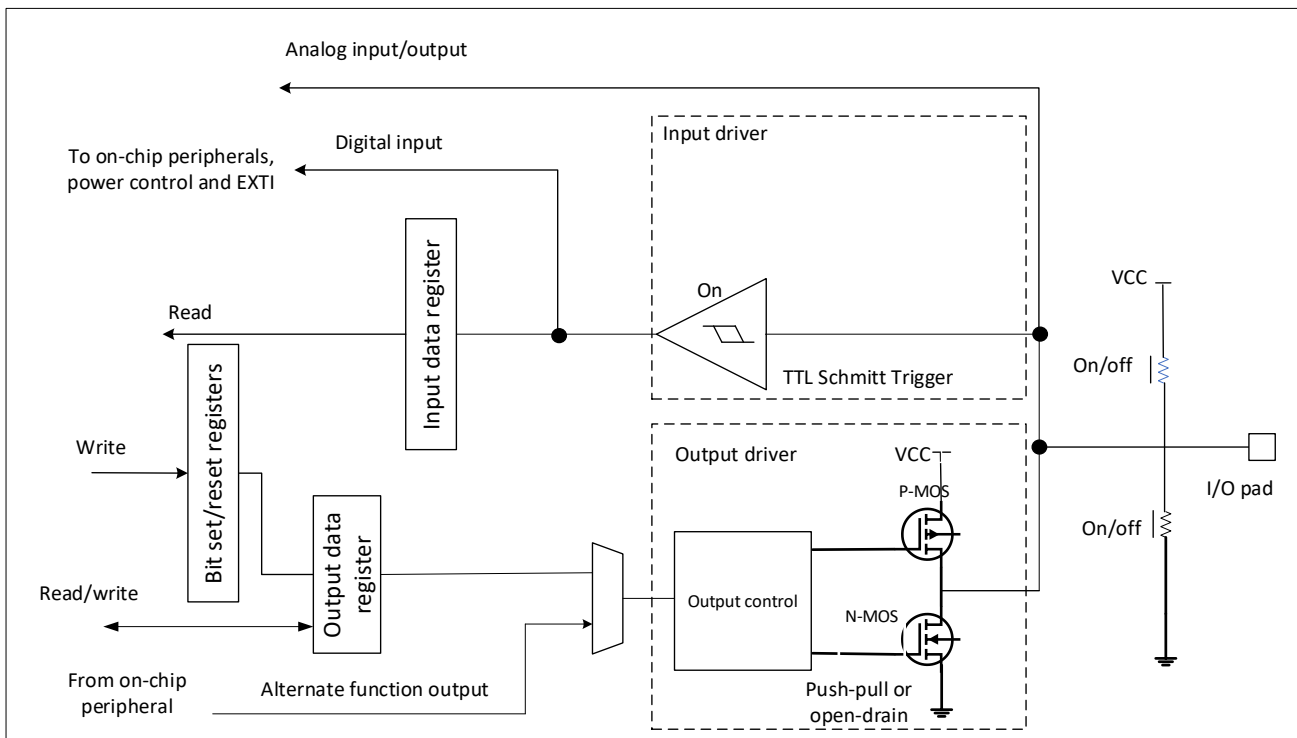 Analog input/output
Input driver
Digital input
To on-chip peripherals,
power control and EXTI
Input data register
On
VCC
Read
TTL Schmitt Trigger
On/off
Bit set/reset registers
Write
Output driver
VCC
P-MOS
I/O pad
Output data
register
On/off
Read/write
Output control
N-MOS
From on-chip
peripheral
Alternate function output
Push-pull or
open-drain